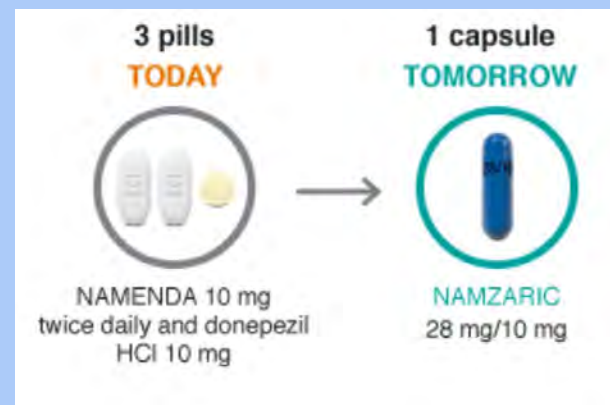 3 pills
TODAY
1 capsule
TOMORROW
NAMENDA 10 mg
twice daily and donepezil
HCl 10 mg
NAMZARIC
28 mg/10 mg